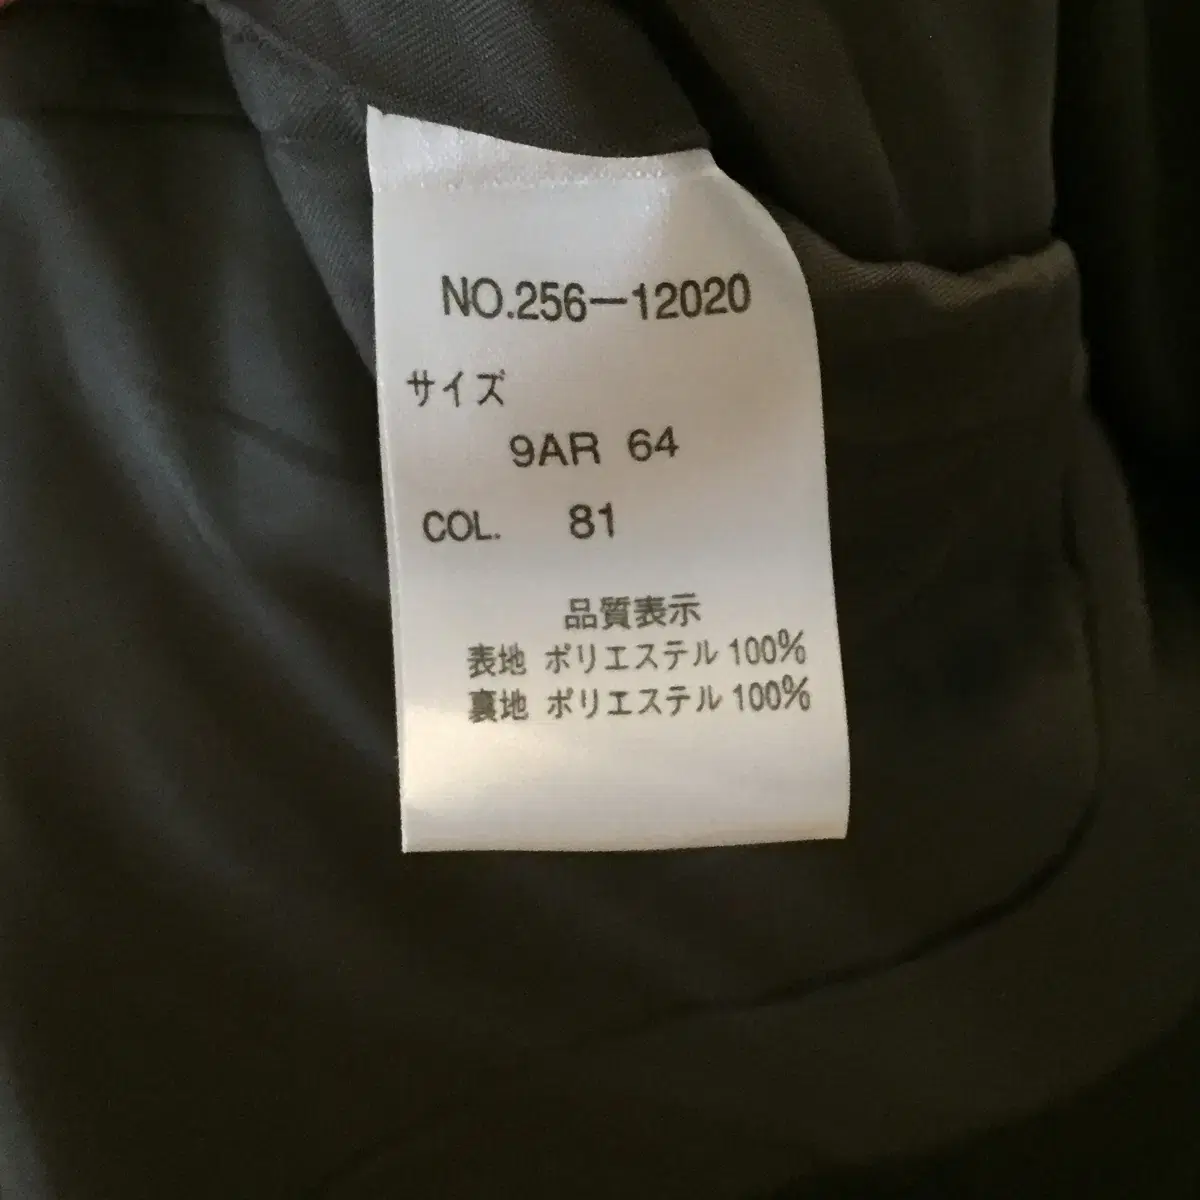 NO.256-12020
サイズ
9AR 64
COL. 81
品質表示
表地 ポリエステル 100%
裏地 ポリエステル 100%